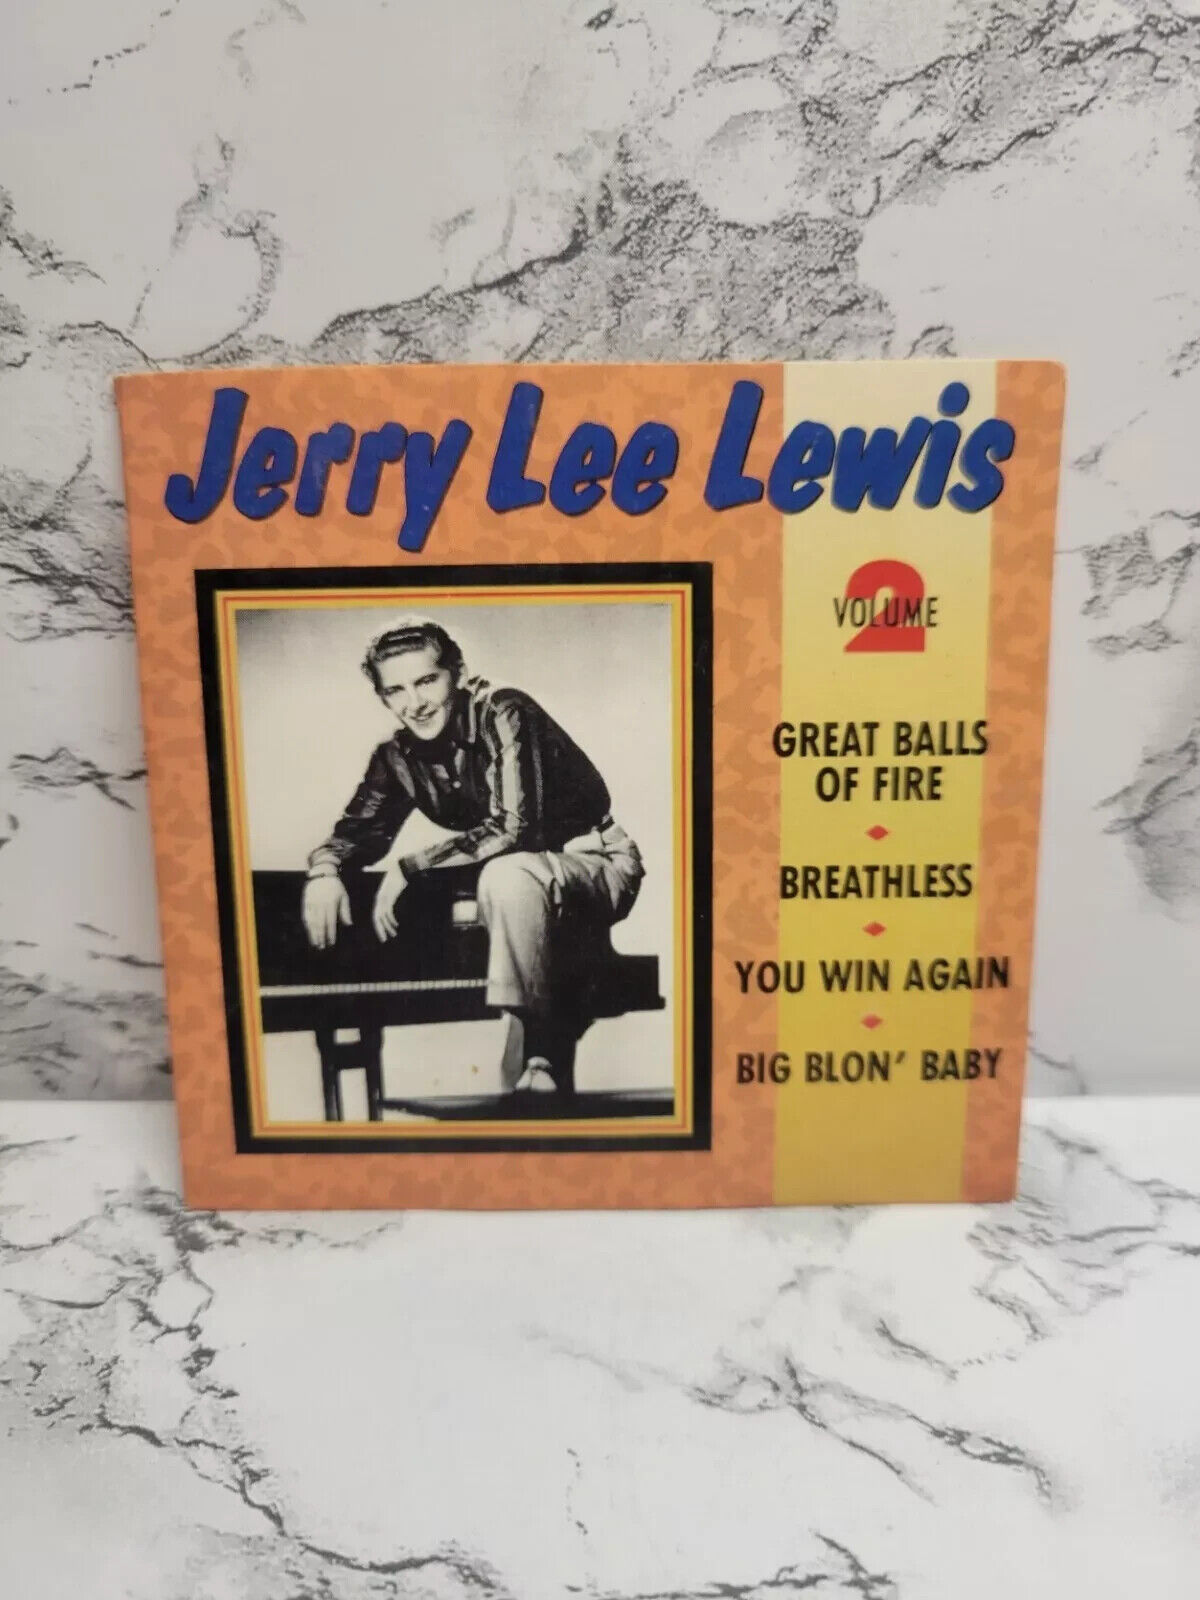 Jerry Lee Lewis
VOLUME 2
GREAT BALLS
OF FIRE
BREATHLESS
YOU WIN AGAIN
BIG BLON' BABY